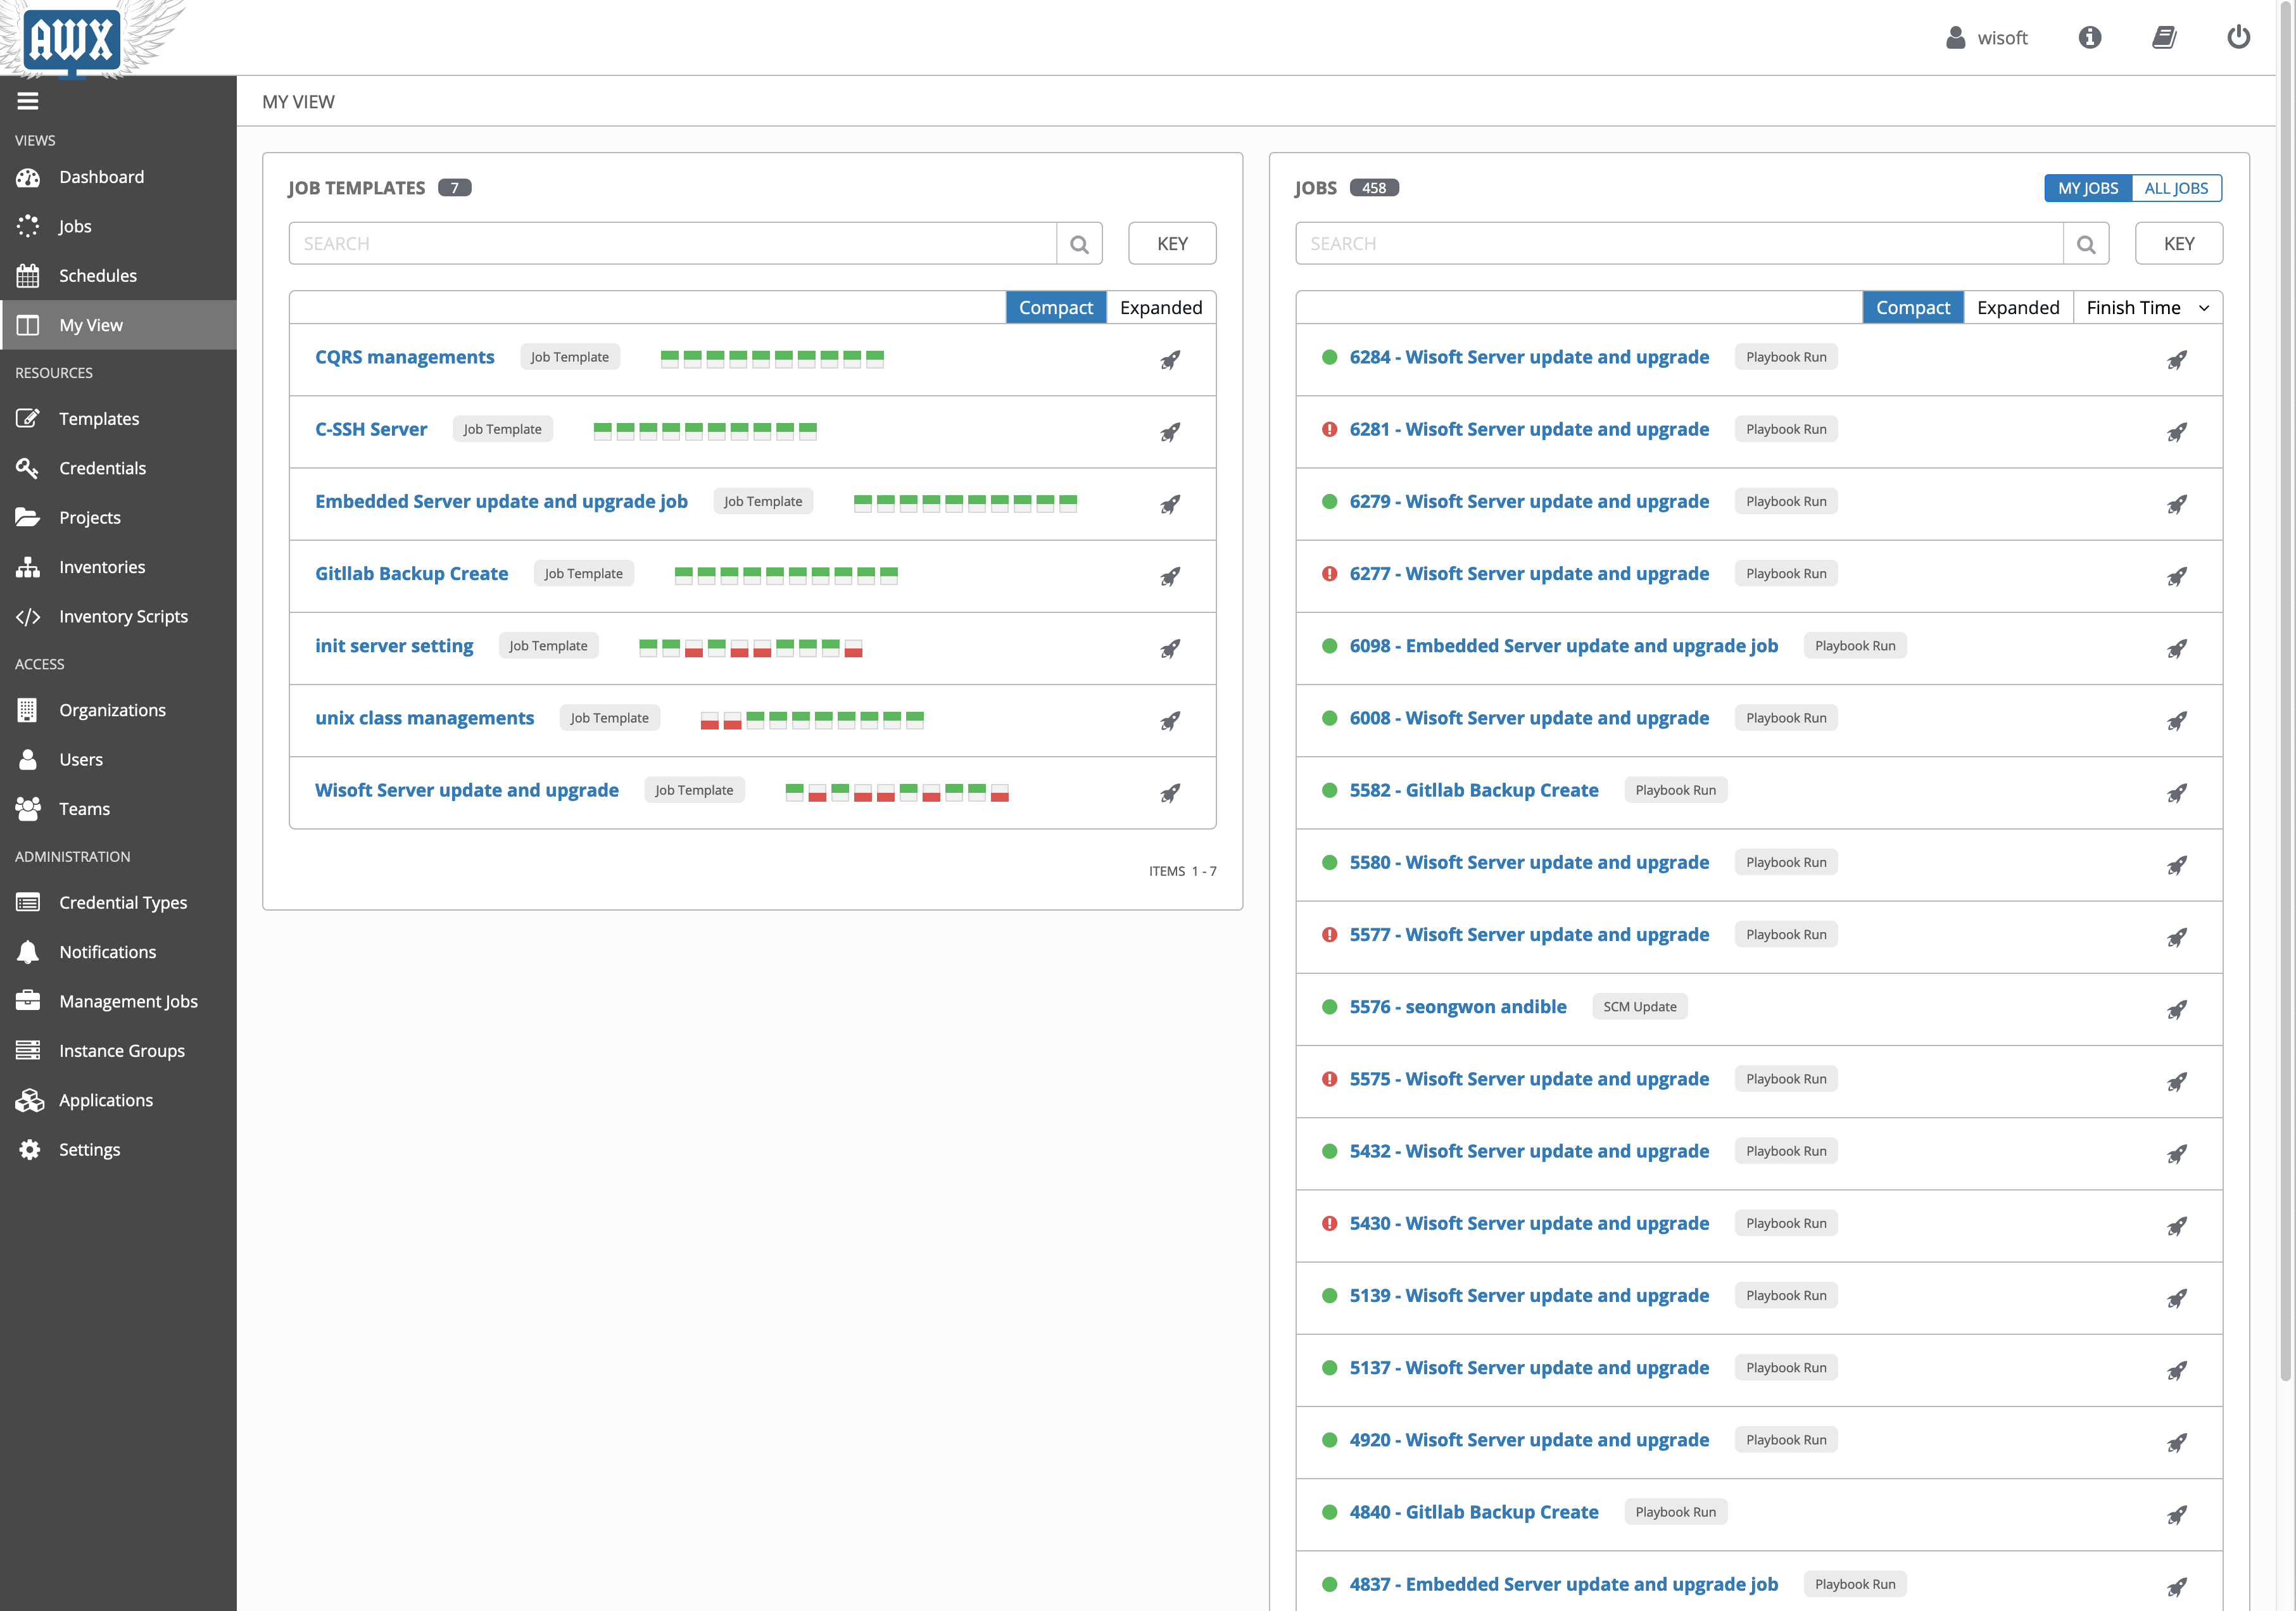 AWX
wisoft
VIEWS
Dashboard
Jobs
Schedules
My View
RESOURCES
Templates
Credentials
Projects
Inventories
Inventory Scripts
ACCESS
Organizations
Users
Teams
ADMINISTRATION
Credential Types
Notifications
Management Jobs
Instance Groups
Applications
Settings
MY VIEW
JOB TEMPLATES 7
SEARCH KEY
Compact Expanded
CQRS managements Job Template
C-SSH Server Job Template
Embedded Server update and upgrade job Job Template
Gitllab Backup Create Job Template
init server setting Job Template
unix class managements Job Template
Wisoft Server update and upgrade Job Template
ITEMS 1 - 7
JOBS 458 MY JOBS ALL JOBS
SEARCH KEY
Compact Expanded Finish Time
6284 - Wisoft Server update and upgrade Playbook Run
6281 - Wisoft Server update and upgrade Playbook Run
6279 - Wisoft Server update and upgrade Playbook Run
6277 - Wisoft Server update and upgrade Playbook Run
6098 - Embedded Server update and upgrade job Playbook Run
6008 - Wisoft Server update and upgrade Playbook Run
5582 - Gitllab Backup Create Playbook Run
5580 - Wisoft Server update and upgrade Playbook Run
5577 - Wisoft Server update and upgrade Playbook Run
5576 - seongwon andible SCM Update
5575 - Wisoft Server update and upgrade Playbook Run
5432 - Wisoft Server update and upgrade Playbook Run
5430 - Wisoft Server update and upgrade Playbook Run
5139 - Wisoft Server update and upgrade Playbook Run
5137 - Wisoft Server update and upgrade Playbook Run
4920 - Wisoft Server update and upgrade Playbook Run
4840 - Gitllab Backup Create Playbook Run
4837 - Embedded Server update and upgrade job Playbook Run